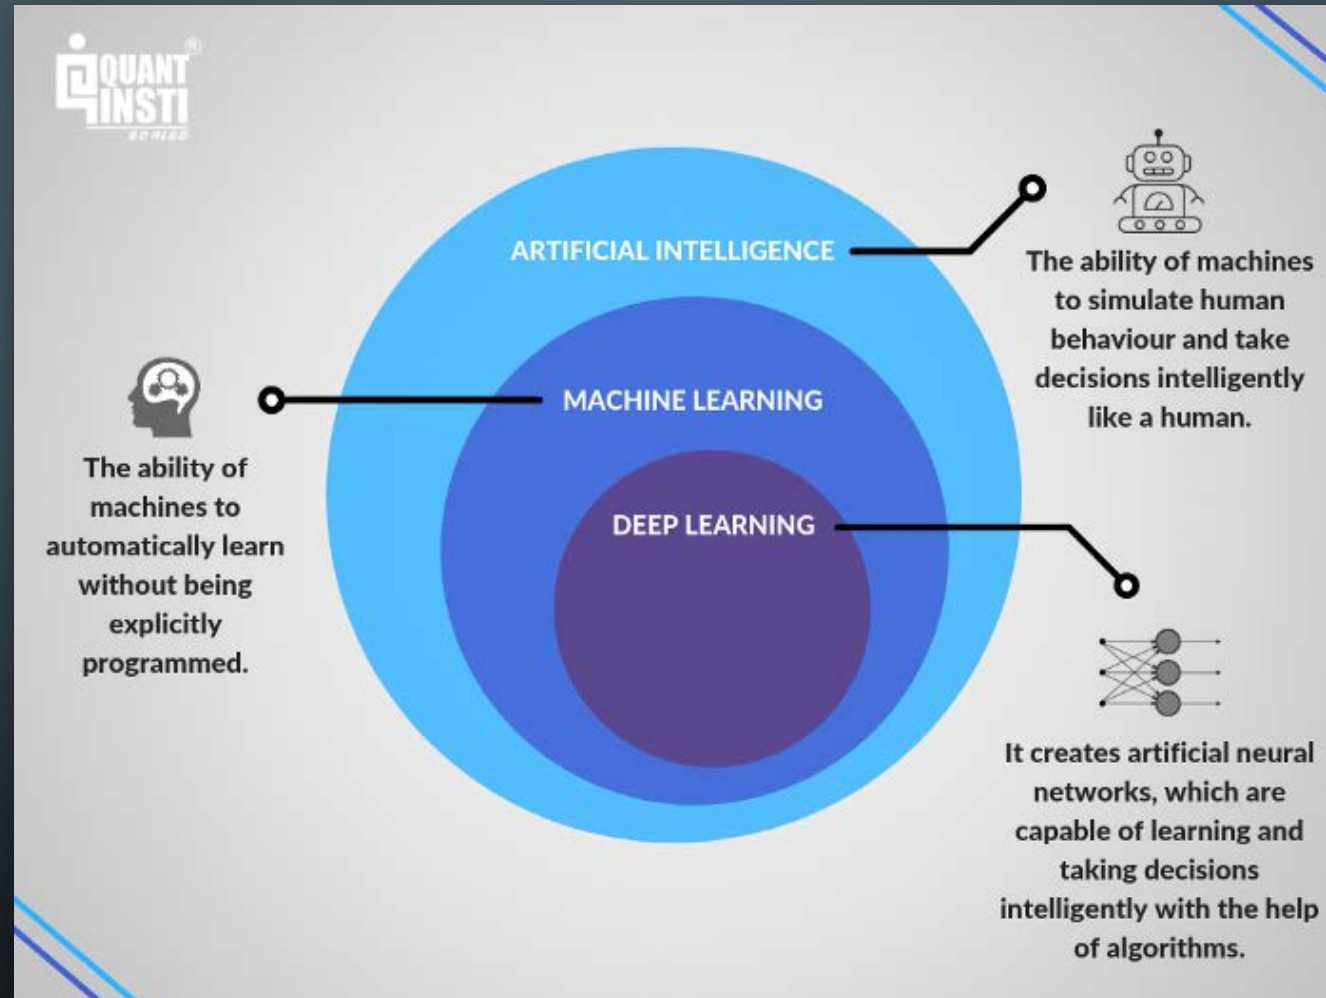 QUANT
INSTI
®
ARTIFICIAL INTELLIGENCE
The ability of machines
to simulate human
behaviour and take
decisions intelligently
like a human.
MACHINE LEARNING
The ability of
machines to
automatically learn
without being
explicitly
programmed.
DEEP LEARNING
It creates artificial neural
networks, which are
capable of learning and
taking decisions
intelligently with the help
of algorithms.